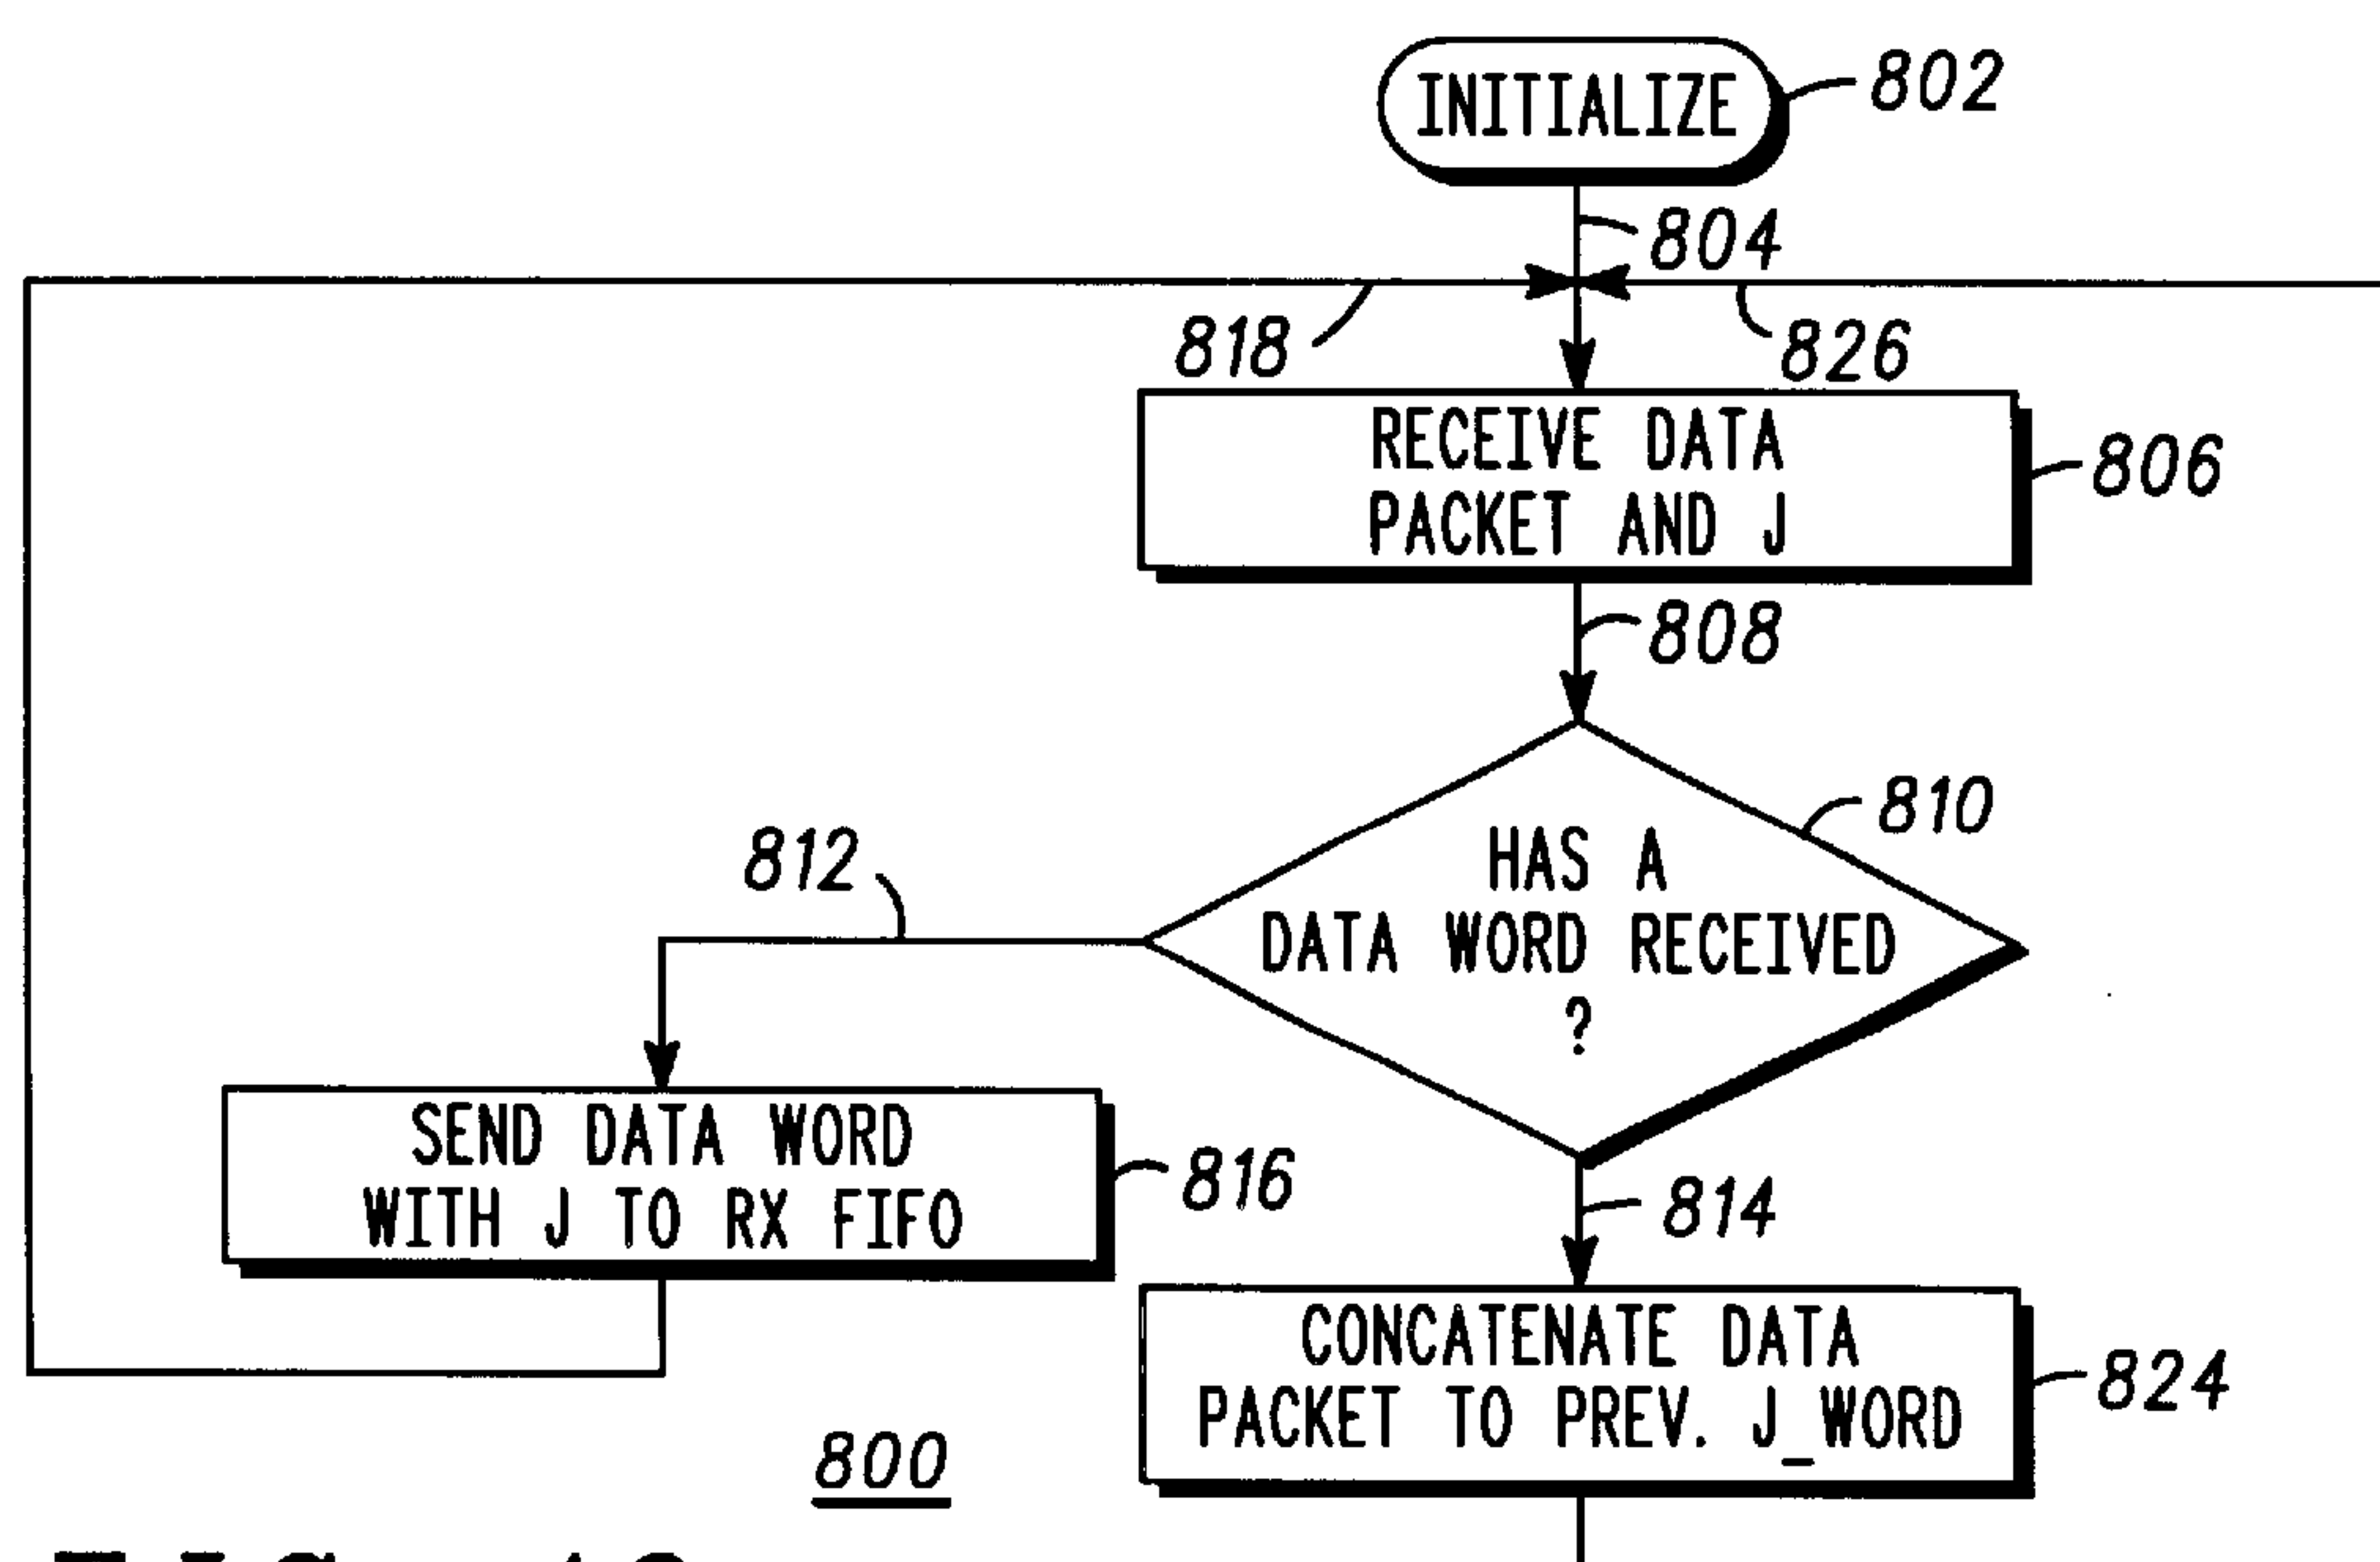 INITIALIZE
802
804
818
826
RECEIVE DATA
PACKET AND J
806
808
810
HAS A
DATA WORD RECEIVED
?
812
SEND DATA WORD
WITH J TO RX FIFO
816
814
CONCATENATE DATA
PACKET TO PREV. J_WORD
824
800